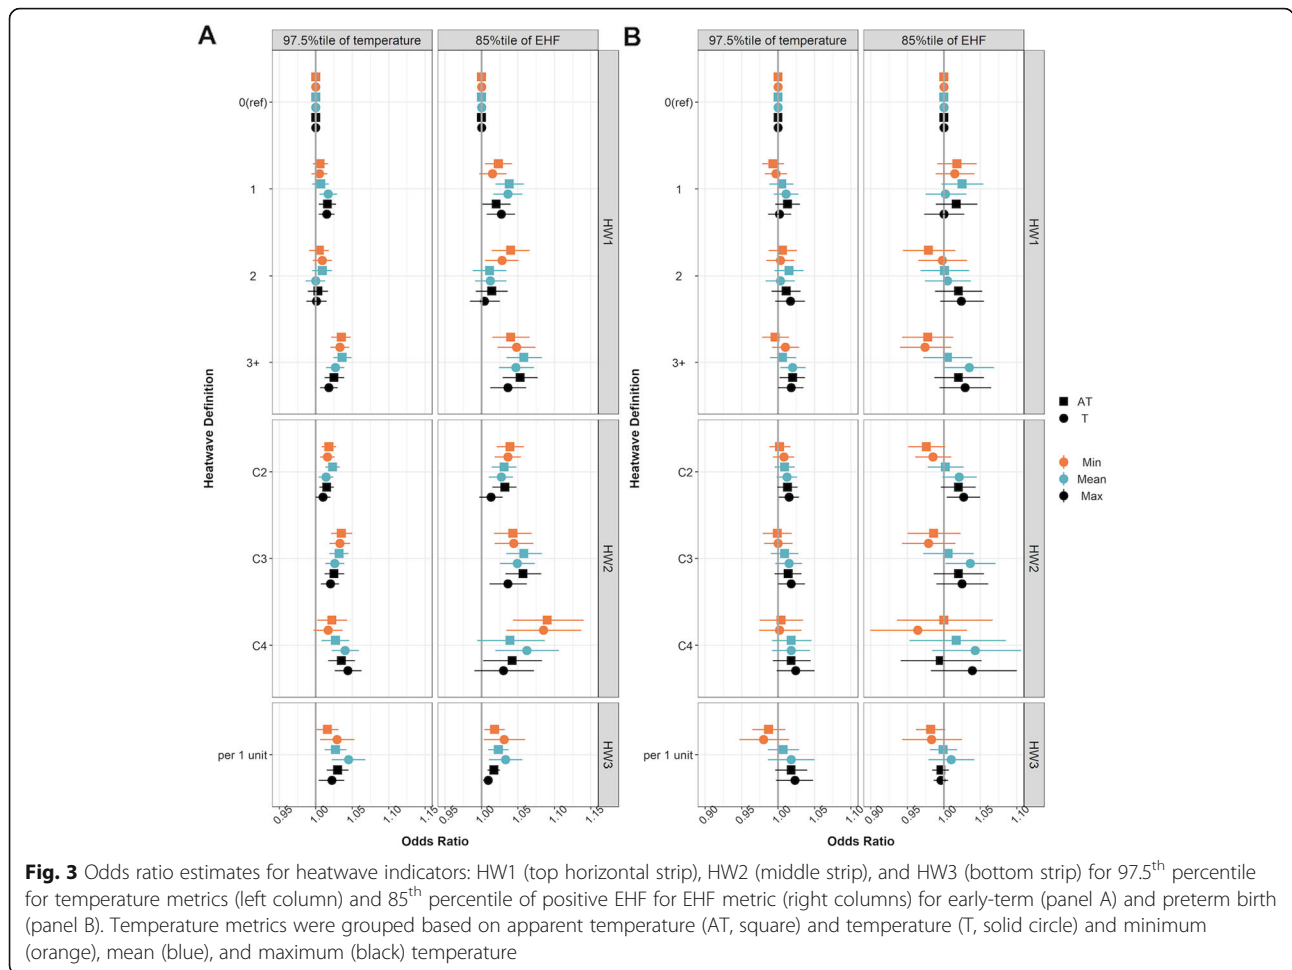 A
B
97.5%tile of temperature
85%tile of EHF
97.5%tile of temperature
85%tile of EHF
0(ref)
0(ref)
1
1
2
2
3+
3+
HW1
HW1
Heatwave Definition
Heatwave Definition
AT
T
Min
Mean
Max
C2
C2
C3
C3
C4
C4
HW2
HW2
per 1 unit
per 1 unit
HW3
HW3
0.95 1.00 1.05 1.10 1.15 0.95 1.00 1.05 1.10 1.15
0.90 0.95 1.00 1.05 1.10 0.90 0.95 1.00 1.05 1.10
Odds Ratio
Odds Ratio
Fig. 3 Odds ratio estimates for heatwave indicators: HW1 (top horizontal strip), HW2 (middle strip), and HW3 (bottom strip) for 97.5th percentile
for temperature metrics (left column) and 85th percentile of positive EHF for EHF metric (right columns) for early-term (panel A) and preterm birth
(panel B). Temperature metrics were grouped based on apparent temperature (AT, square) and temperature (T, solid circle) and minimum
(orange), mean (blue), and maximum (black) temperature